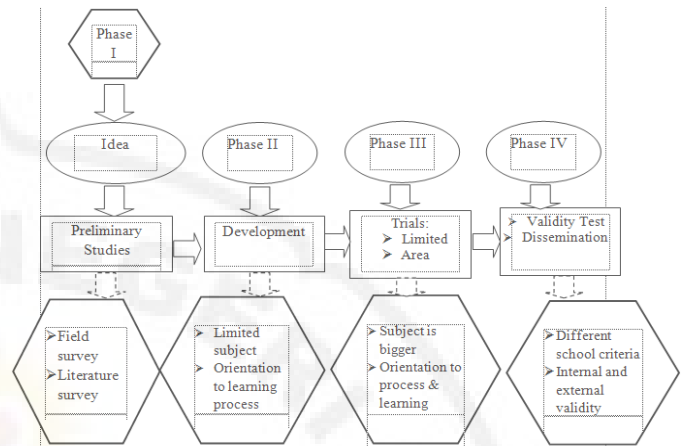 Phase
I
Idea
Phase II
Phase III
Phase IV
Preliminary
Studies
Development
Trials:
➢ Limited
➢ Area
➢ Validity Test
➢ Dissemination
➢ Field
survey
➢ Literature
survey
➢ Limited
subject
➢ Orientation
to learning
process
➢ Subject is
bigger
➢ Orientation to
process &
learning
➢ Different
school criteria
➢ Internal and
external
validity